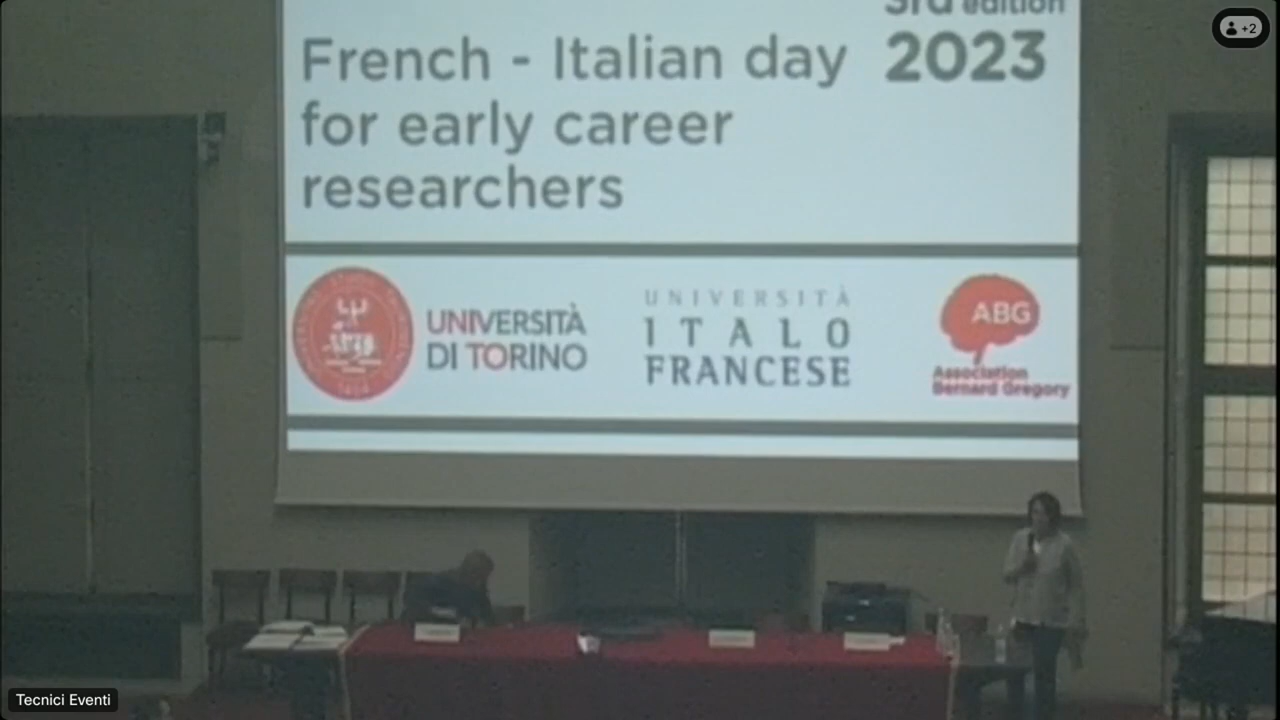 3rd edition
French - Italian day
for early career
researchers
2023
UNIVERSITÀ
DI TORINO
UNIVERSITÀ
ITALO
FRANCESE
ABG
Association
Bernard Gregory
+2
Tecnici Eventi